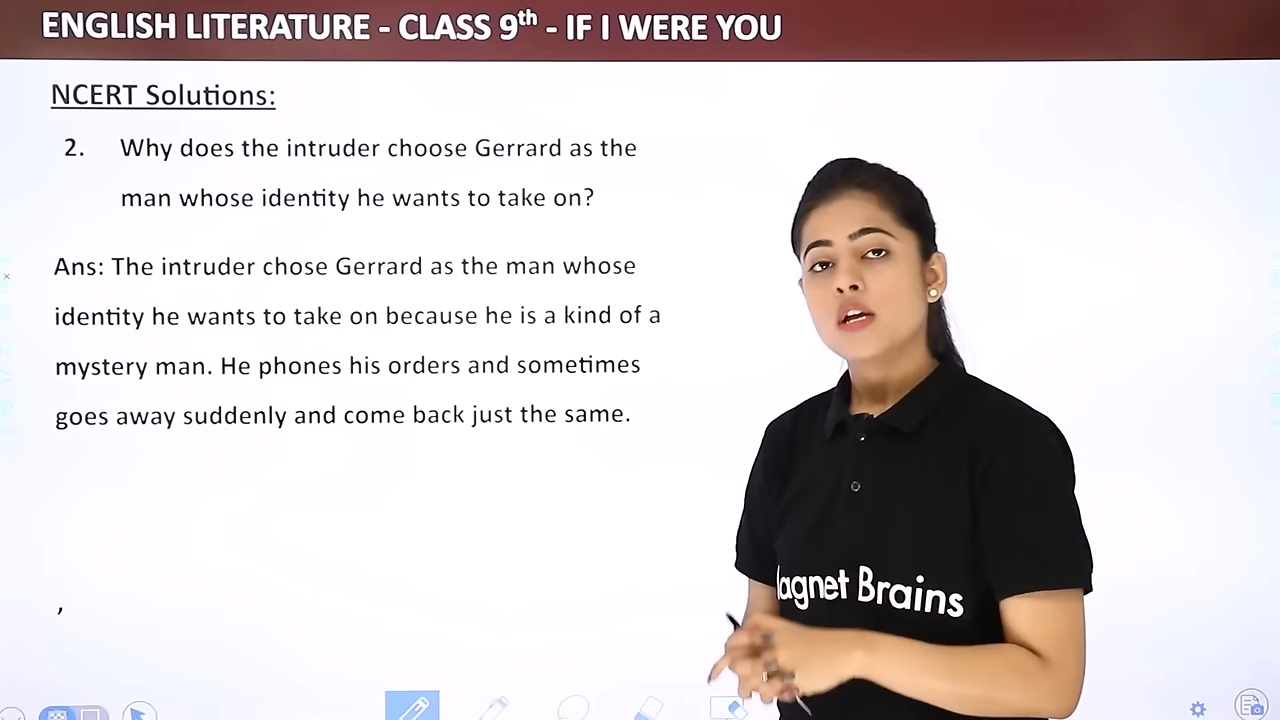 ENGLISH LITERATURE - CLASS 9th - IF I WERE YOU
NCERT Solutions:
2. Why does the intruder choose Gerrard as the
man whose identity he wants to take on?
Ans: The intruder chose Gerrard as the man whose
identity he wants to take on because he is a kind of a
mystery man. He phones his orders and sometimes
goes away suddenly and come back just the same.
,
agnet Brains